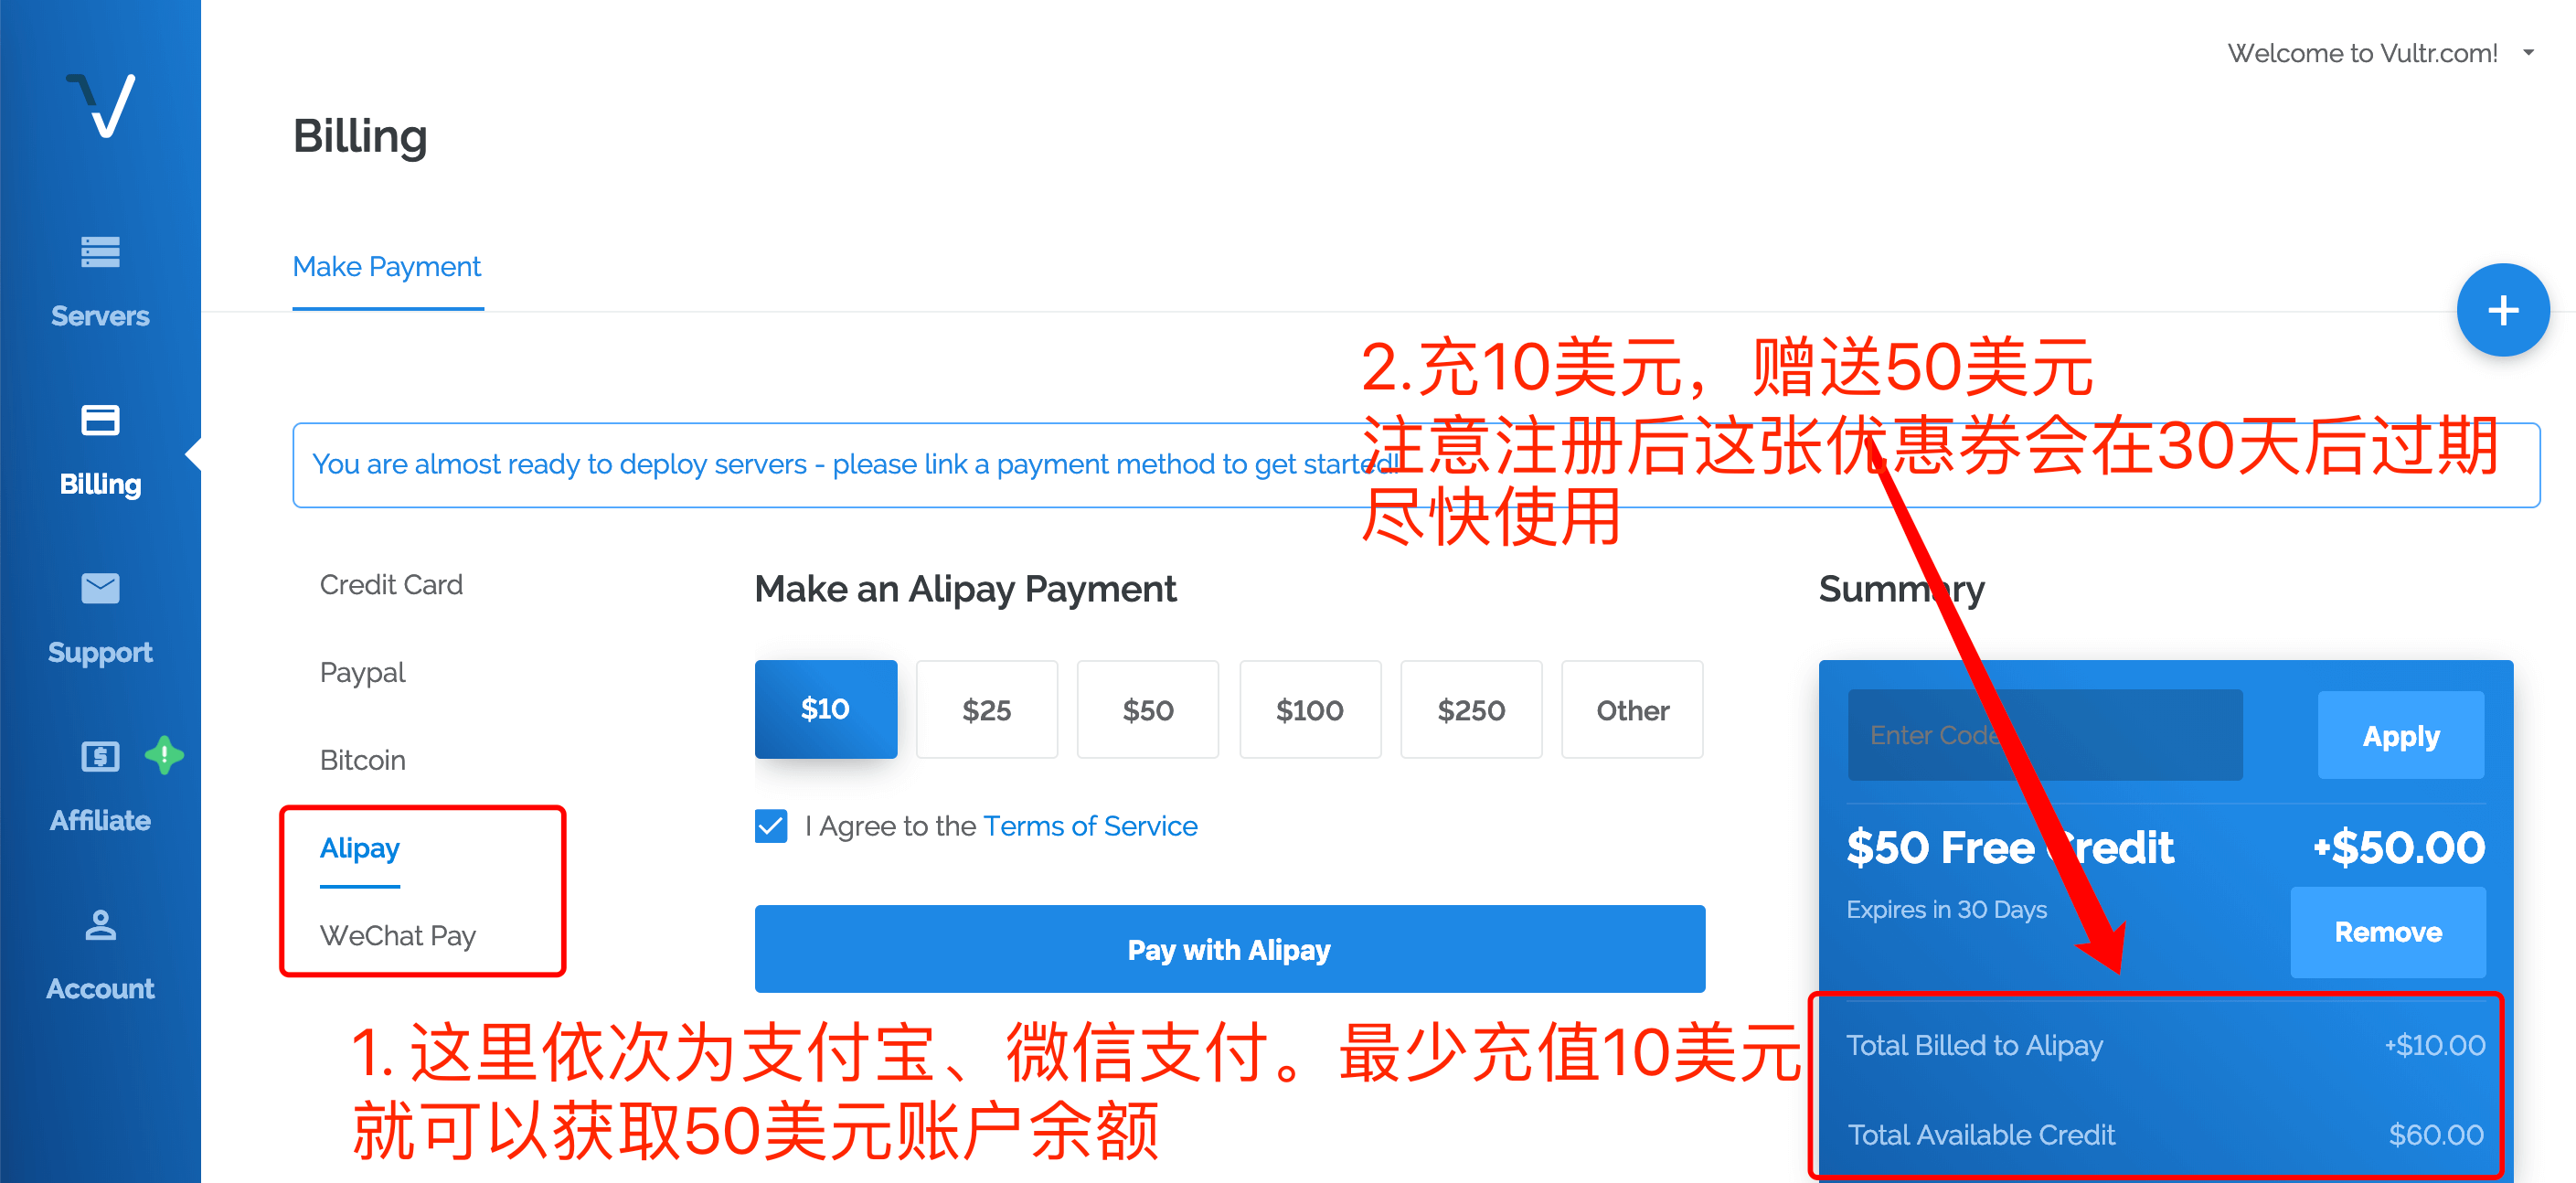 Welcome to Vultr.com!
Billing
Servers
Billing
Support
Affiliate
Account
Make Payment
2.充10美元，赠送50美元
注意注册后这张优惠券会在30天后过期
尽快使用
You are almost ready to deploy servers - please link a payment method to get started!
Credit Card
Paypal
Bitcoin
Alipay
WeChat Pay
Make an Alipay Payment
$10
$25
$50
$100
$250
Other
I Agree to the Terms of Service
Pay with Alipay
1. 这里依次为支付宝、微信支付。最少充值10美元
就可以获取50美元账户余额
Summary
Enter Code
Apply
$50 Free Credit +$50.00
Expires in 30 Days
Remove
Total Billed to Alipay +$10.00
Total Available Credit $60.00